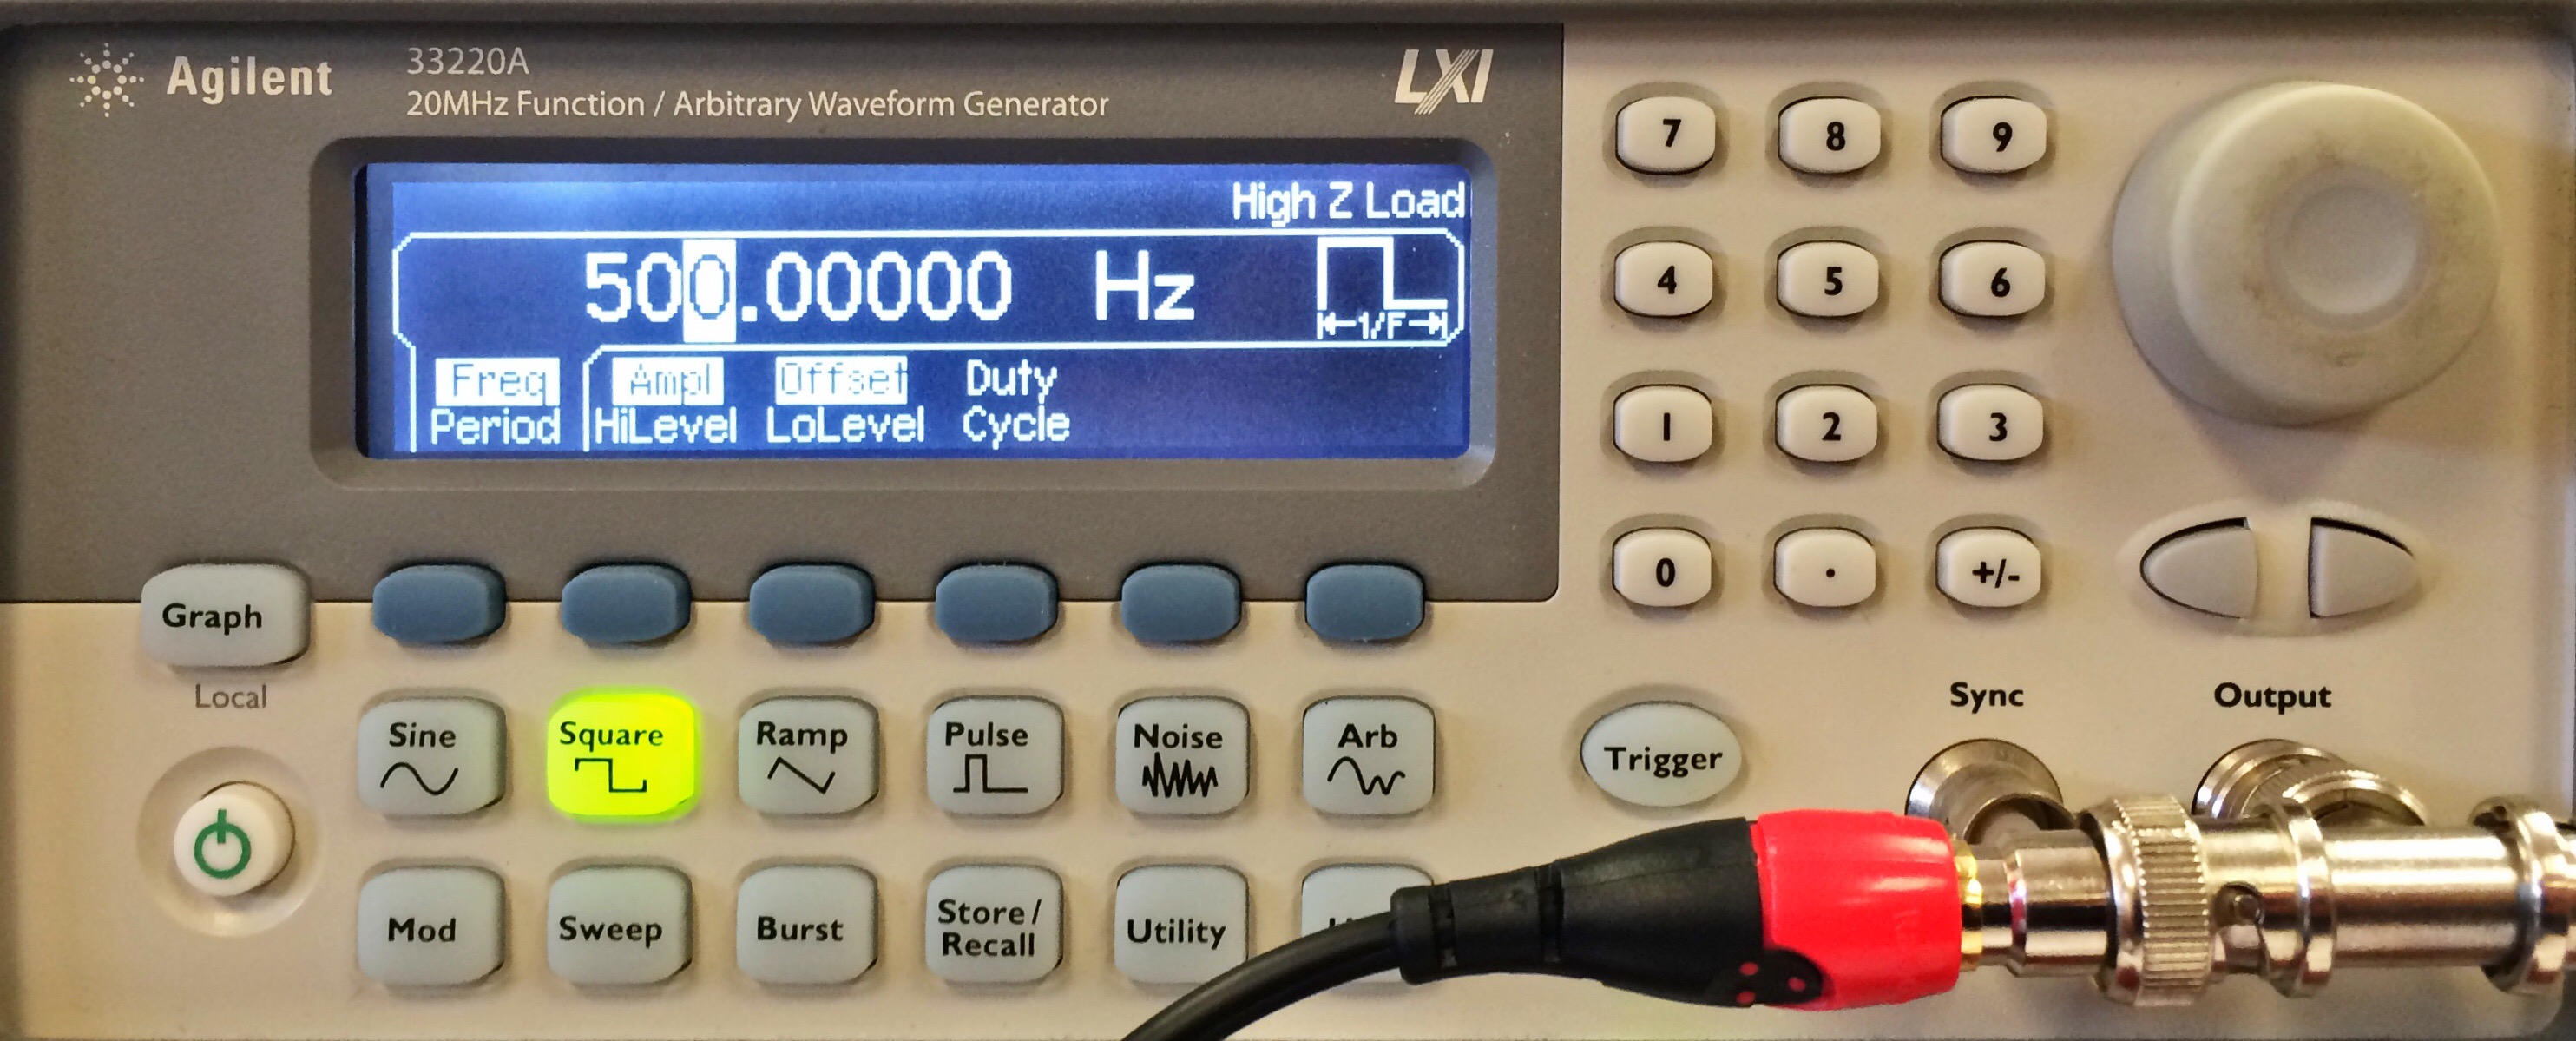 Agilent
33220A
20MHz Function / Arbitrary Waveform Generator
LXI
High Z Load
500.00000 Hz
1/F
Freq Ampl Offset Duty
Period HiLevel LoLevel Cycle
7 8 9
4 5 6
1 2 3
0 . +/-
Graph
Local
Sine Square Ramp Pulse Noise Arb
Trigger
Sync
Output
Mod Sweep Burst Store/
Recall
Utility